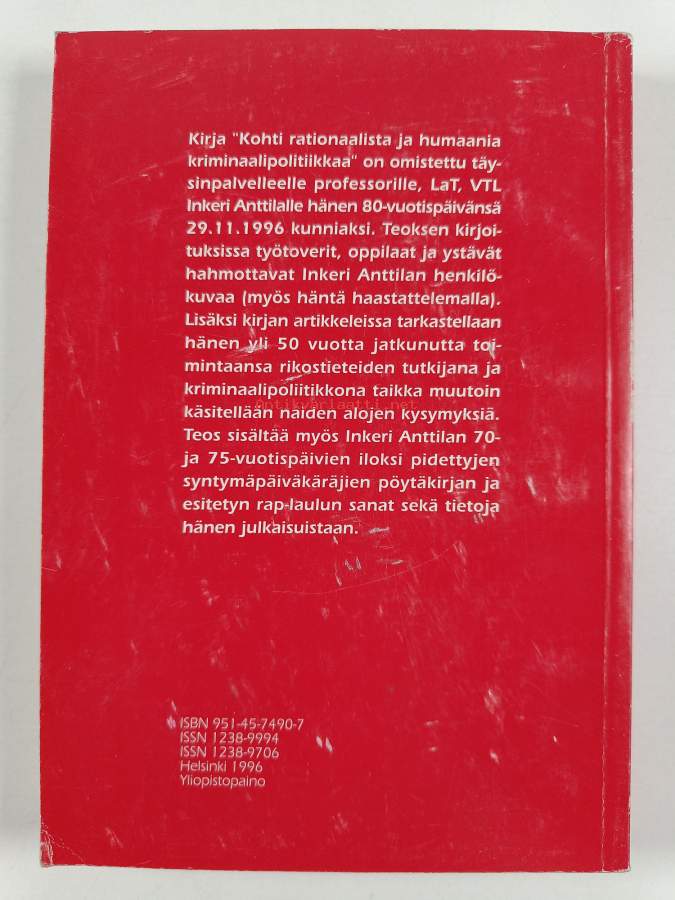 Kirja "Kohti rationaalista ja humaania
kriminaalipolitiikkaa" on omistettu täy-
sinpalvelleelle professorille, LaT, VTL
Inkeri Anttilalle hänen 80-vuotispäivänsä
29.11.1996 kunniaksi. Teoksen kirjoi-
tuksissa työtoverit, oppilaat ja ystävät
hahmottavat Inkeri Anttilan henkilö-
kuvaa (myös häntä haastattelemalla).
Lisäksi kirjan artikkeleissa tarkastellaan
hänen yli 50 vuotta jatkunutta toi-
mintaansa rikostieteiden tutkijana ja
kriminaalipoliitikkona taikka muutoin
antikvariaatti.net
käsitellään näiden alojen kysymyksiä.
Teos sisältää myös Inkeri Anttilan 70-
ja 75-vuotispäivien iloksi pidettyjen
syntymäpäiväkäräjien pöytäkirjan ja
esitetyn rap-laulun sanat sekä tietoja
hänen julkaisuistaan.
ISBN 951-45-7490-7
ISSN 1238-9994
ISSN 1238-9706
Helsinki 1996
Yliopistopaino